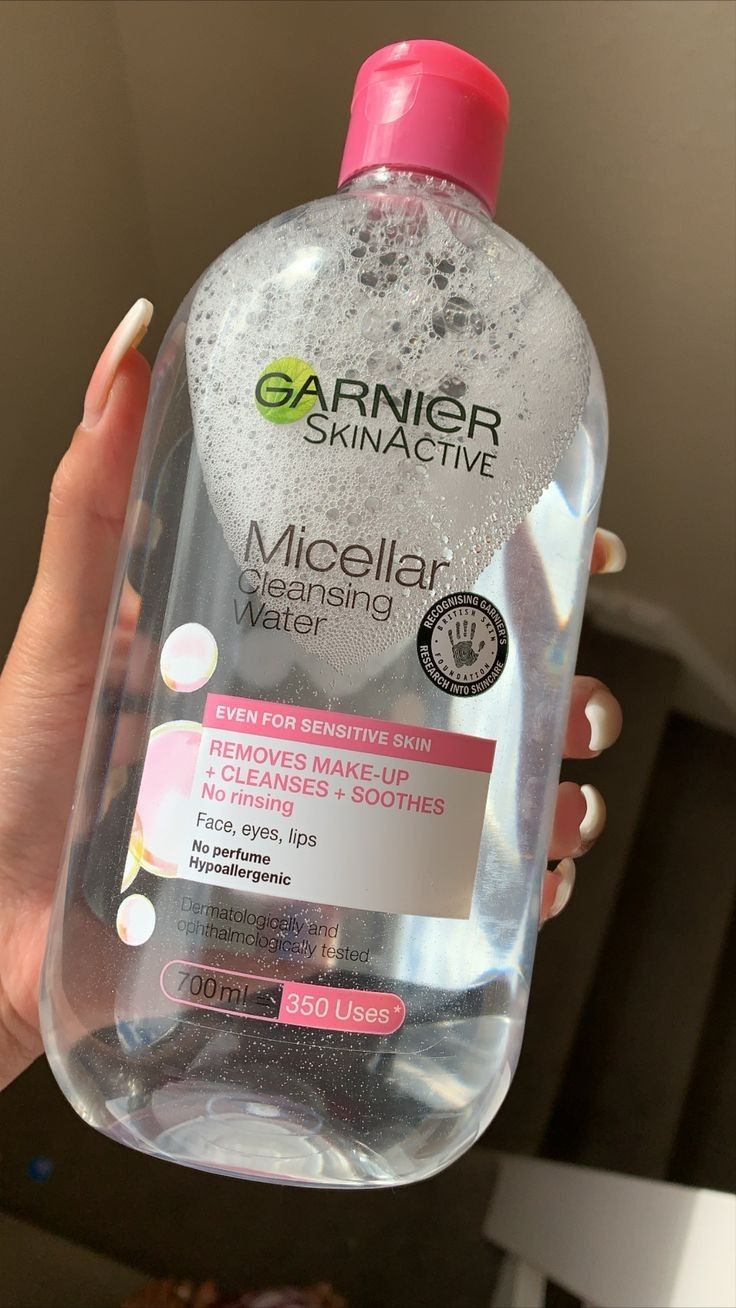 GARNIER
SKINACTIVE
Micellar
Cleansing
Water
RECOGNISING GARNIER'S
BRITISH SKIN
FOUNDATION
RESEARCH INTO SKINCARE
EVEN FOR SENSITIVE SKIN
REMOVES MAKE-UP
+ CLEANSES + SOOTHES
No rinsing
Face, eyes, lips
No perfume
Hypoallergenic
Dermatologically and
ophthalmologically tested.
700ml = 350 Uses*